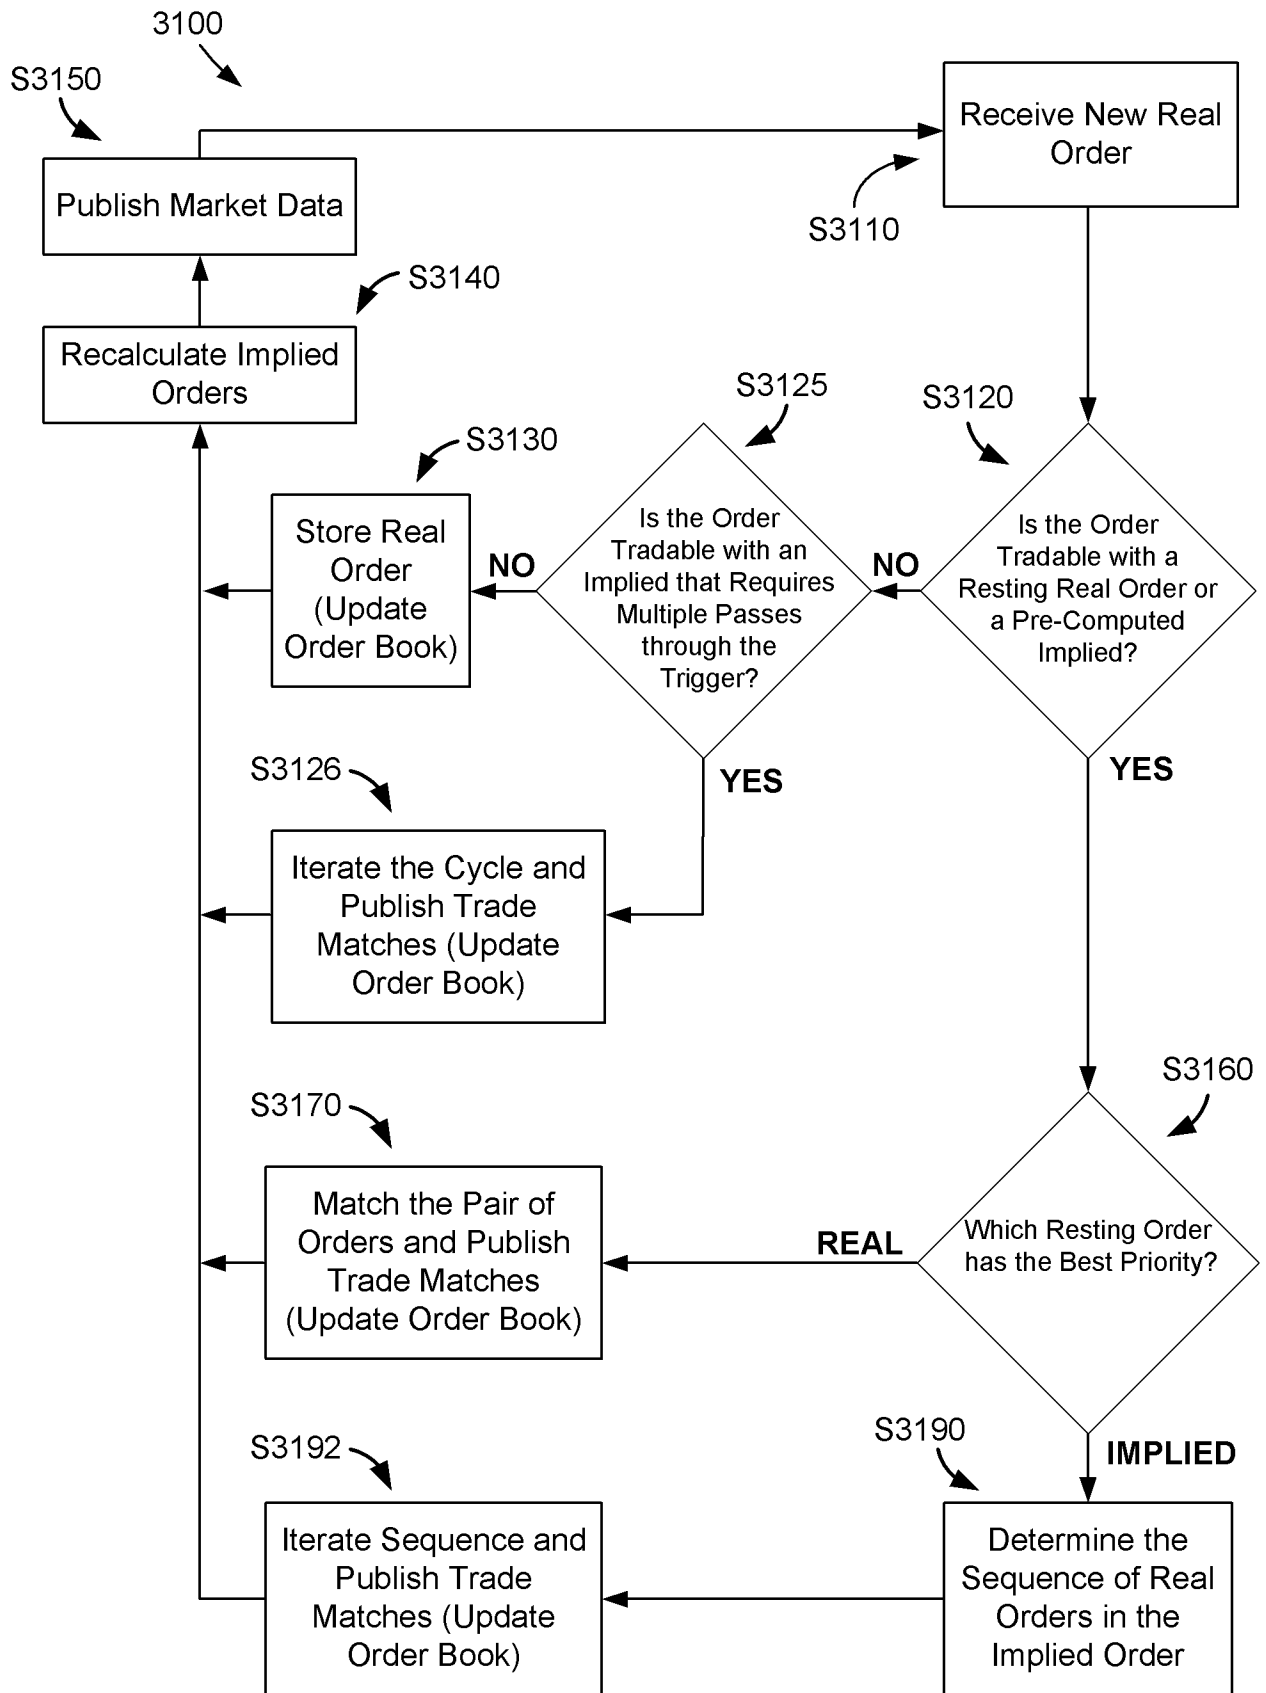 3100
S3150
Receive New Real
Order
Publish Market Data
S3110
S3140
Recalculate Implied
Orders
S3125
S3120
S3130
Store Real
Order
(Update
Order Book)
NO
Is the Order
Tradable with an
Implied that Requires
Multiple Passes
through the
Trigger?
NO
Is the Order
Tradable with a
Resting Real Order or
a Pre-Computed
Implied?
S3126
YES
YES
Iterate the Cycle and
Publish Trade
Matches (Update
Order Book)
S3160
S3170
Match the Pair of
Orders and Publish
Trade Matches
(Update Order Book)
REAL
Which Resting Order
has the Best Priority?
S3192
S3190
IMPLIED
Iterate Sequence and
Publish Trade
Matches (Update
Order Book)
Determine the
Sequence of Real
Orders in the
Implied Order